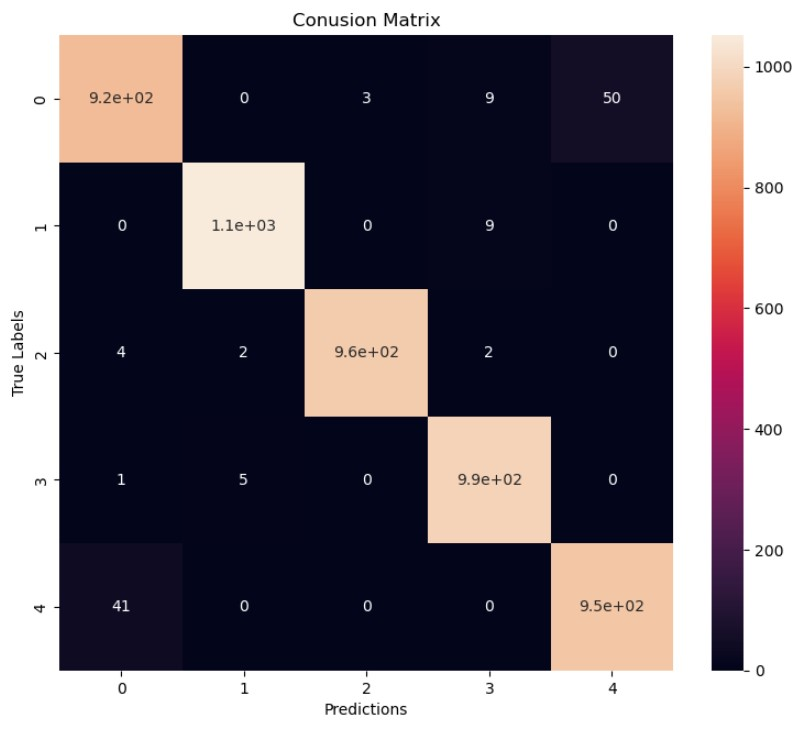 Conusion Matrix
0 9.2e+02 0 3 9 50
1 0 1.1e+03 0 9 0
2 4 2 9.6e+02 2 0
3 1 5 0 9.9e+02 0
4 41 0 0 0 9.5e+02
0 1 2 3 4
Predictions
True Labels
1000
800
600
400
200
0